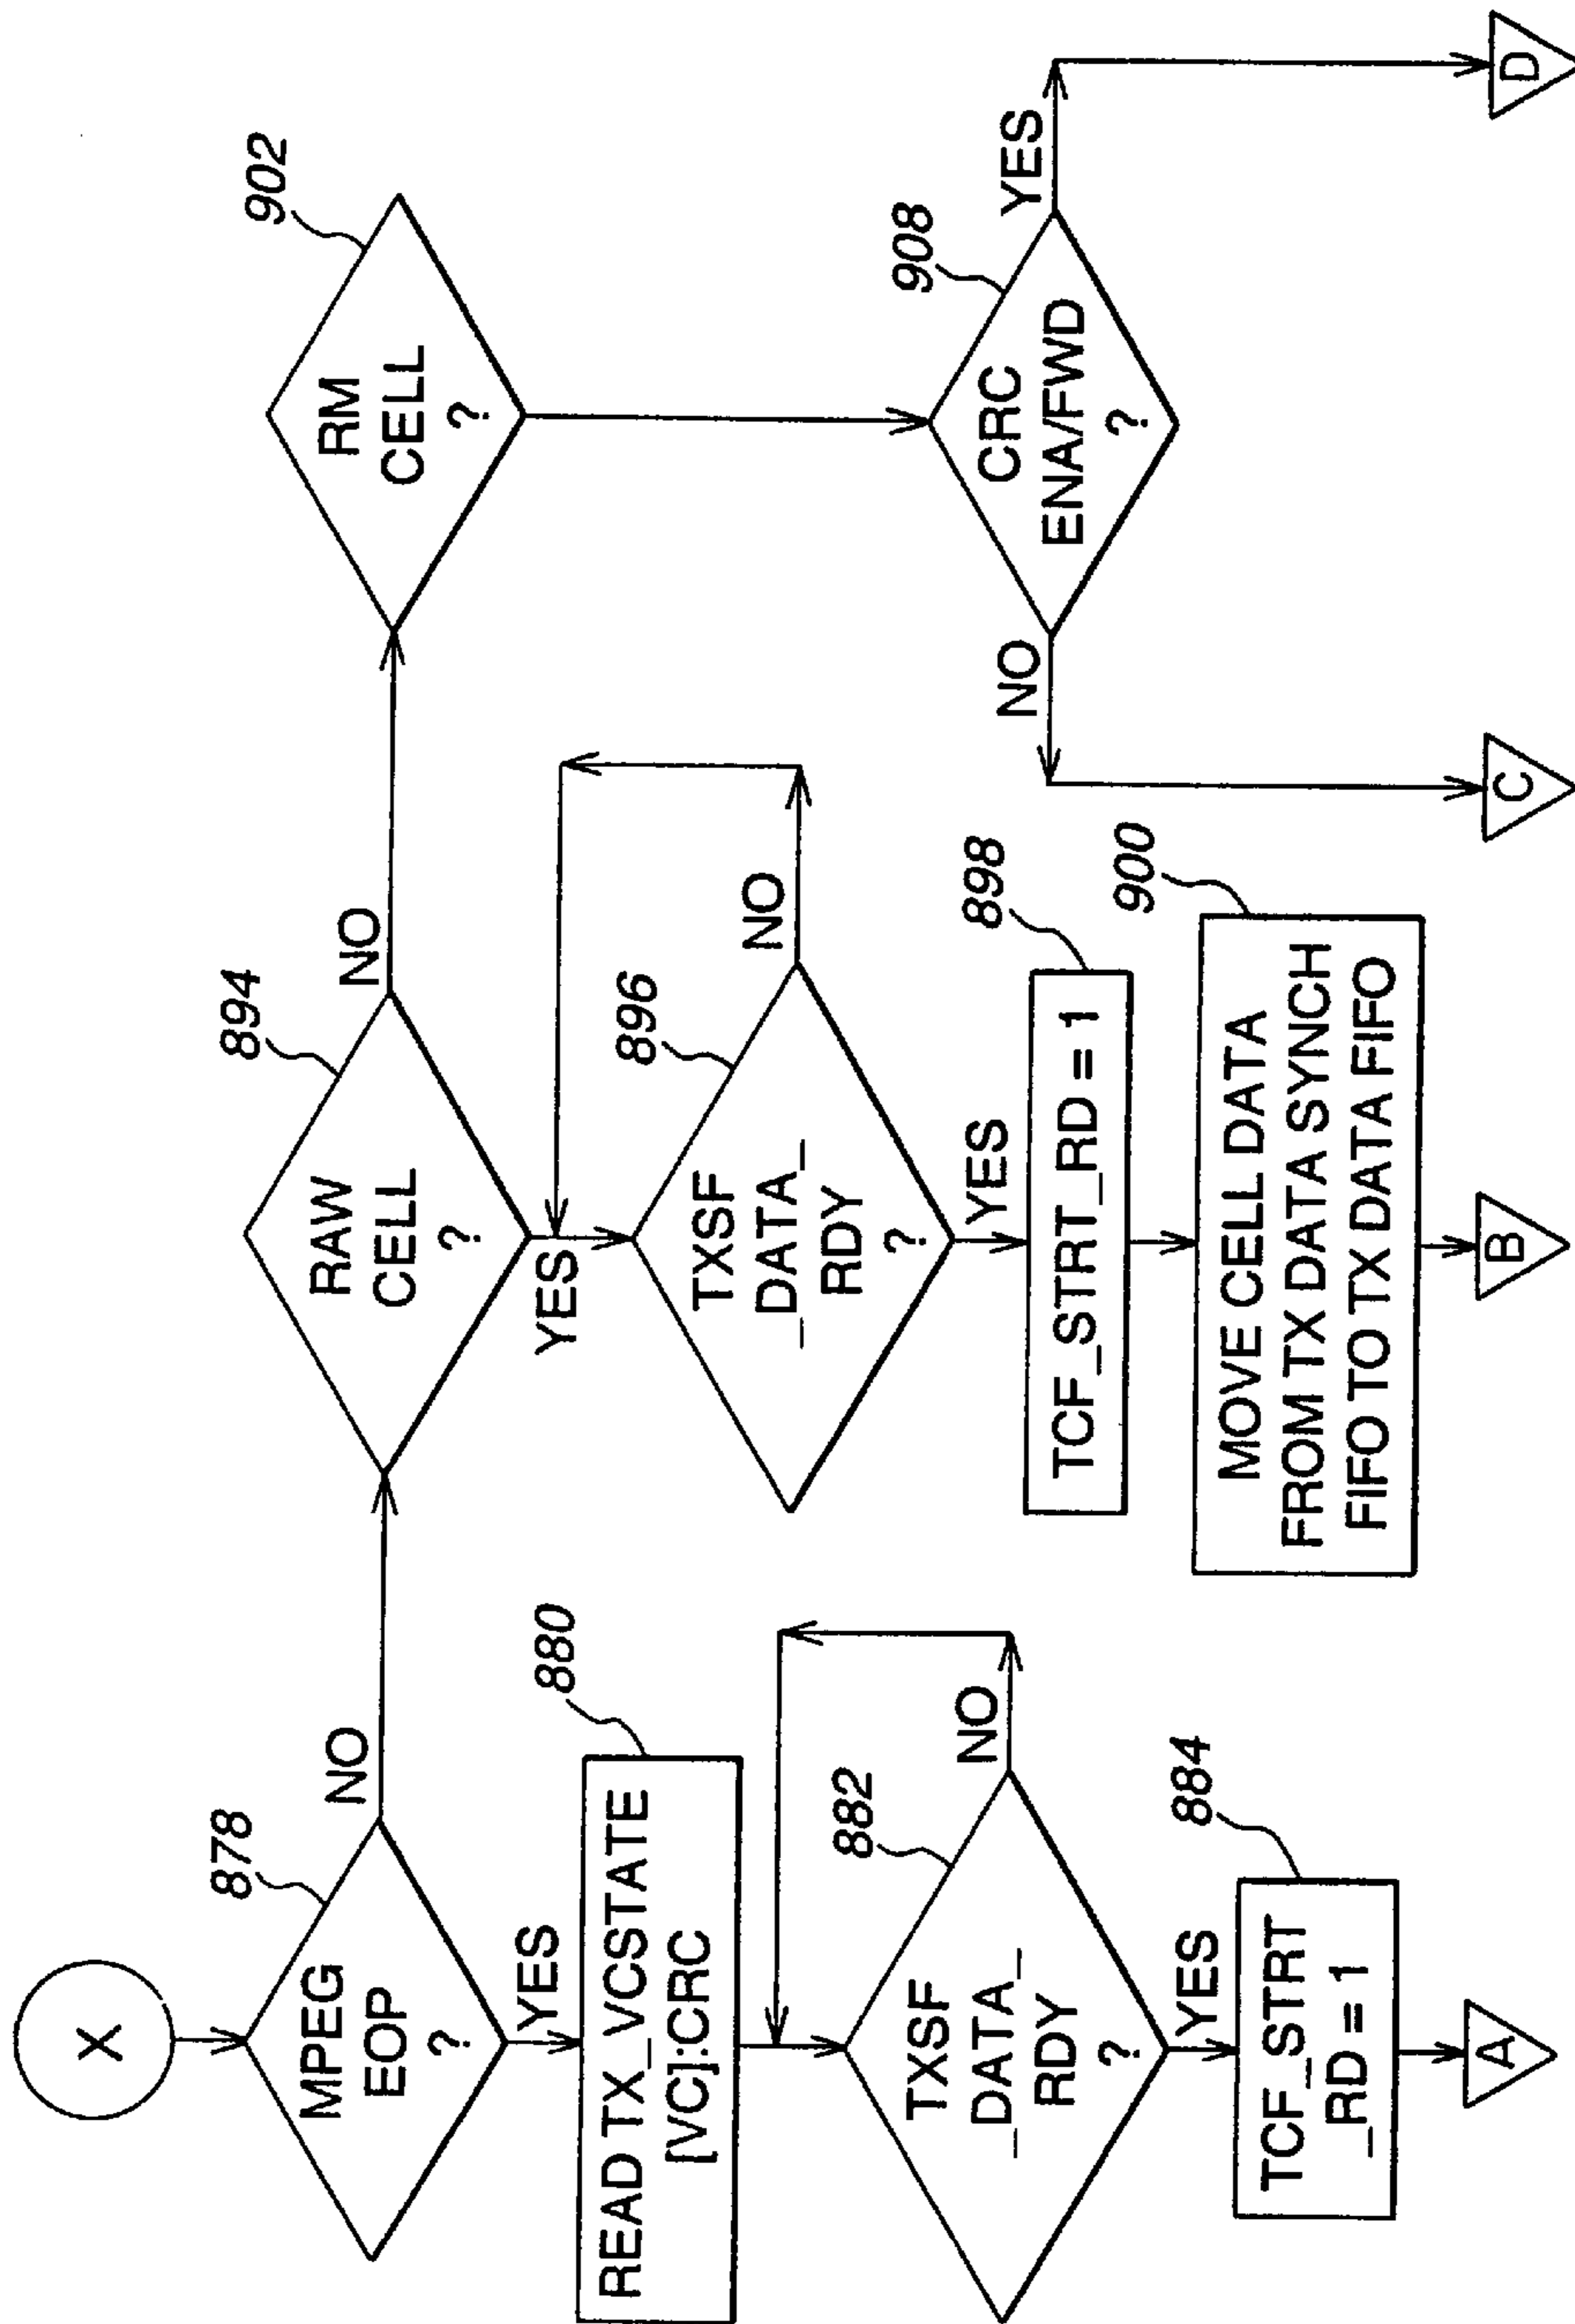 X
878
MPEG
EOP
?
NO
YES
880
READ TX_VCSTATE
[VC]:CRC
882
TXSF
_DATA_
RDY
?
NO
YES
884
TCF_STRT
_RD = 1
A
894
RAW
CELL
?
NO
YES
896
TXSF
_DATA_
RDY
?
NO
YES
898
TCF_STRT_RD = 1
900
MOVE CELL DATA
FROM TX DATA SYNCH
FIFO TO TX DATA FIFO
B
902
RM
CELL
?
908
CRC
ENA/FWD
?
NO
YES
C
D